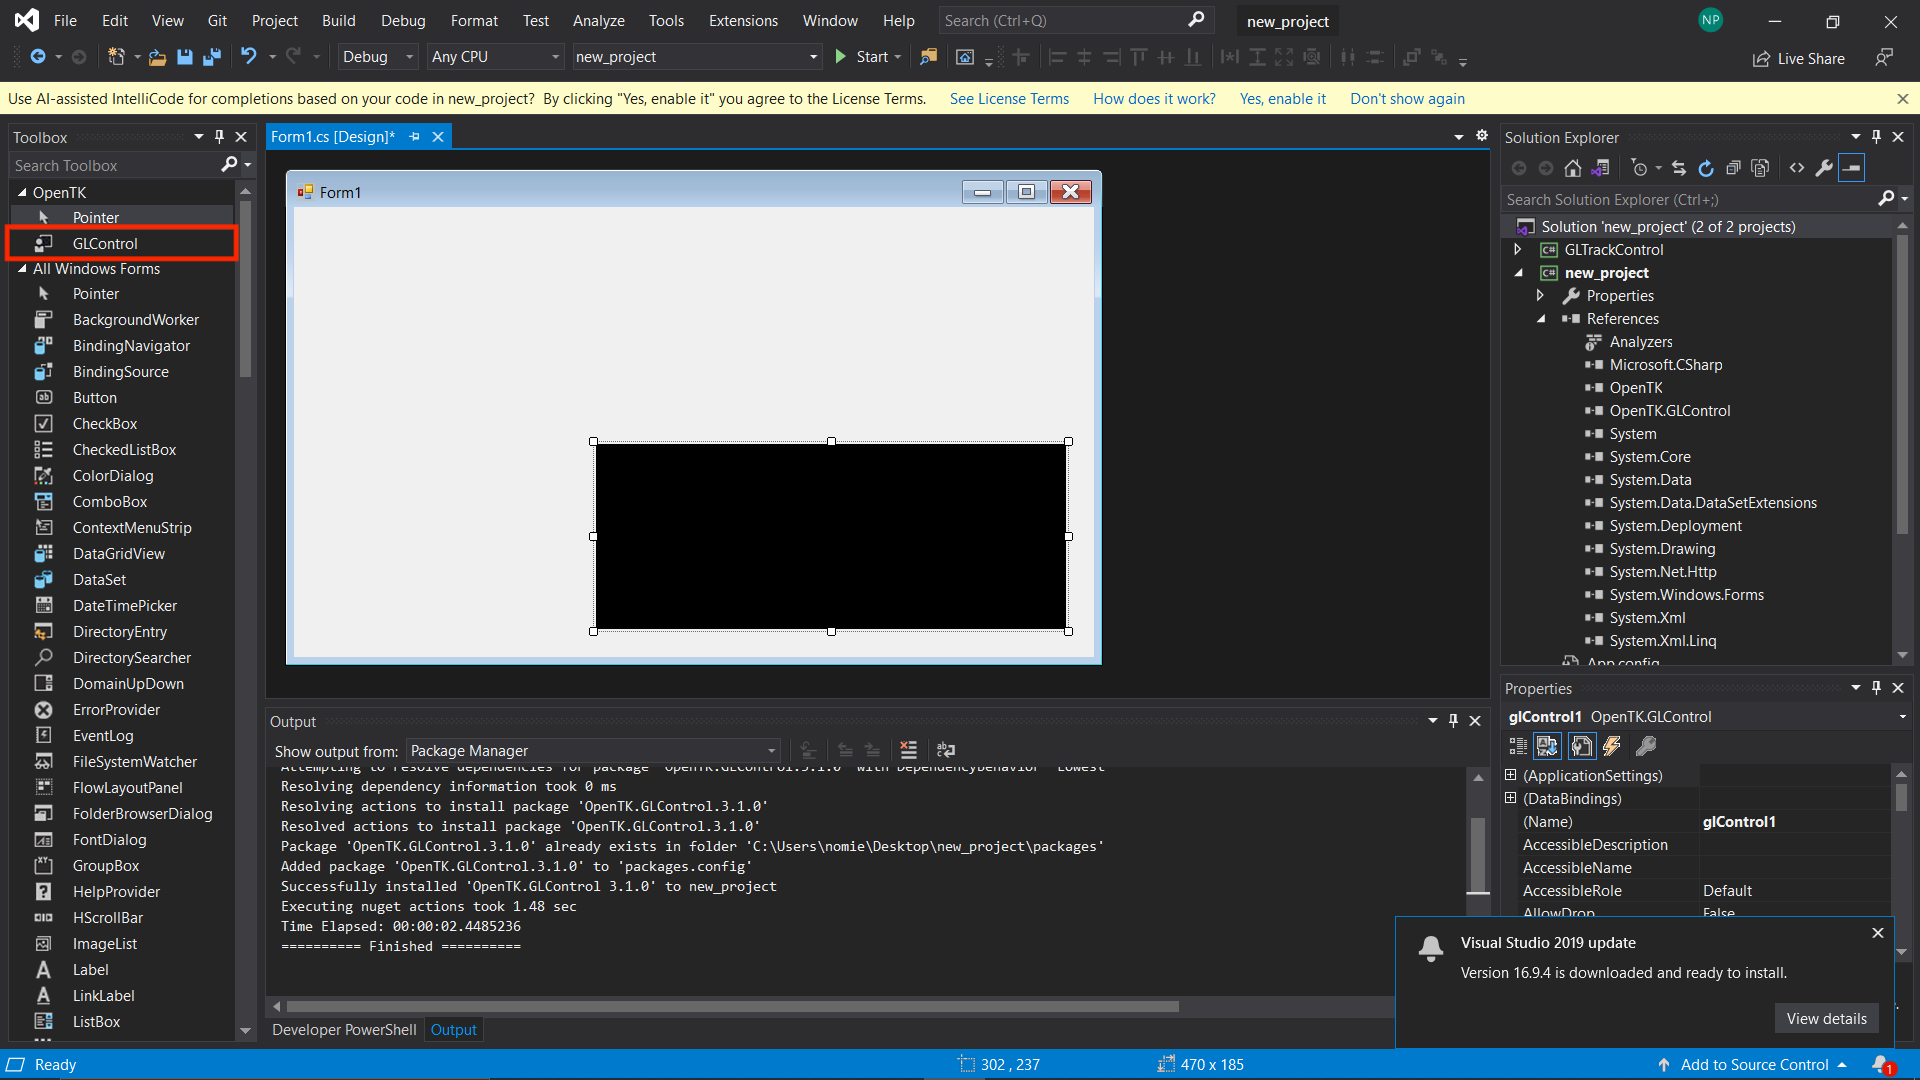 File Edit View Git Project Build Debug Format Test Analyze Tools Extensions Window Help Search (Ctrl+Q) new_project NP
Debug Any CPU new_project Start Live Share
Use AI-assisted IntelliCode for completions based on your code in new_project? By clicking "Yes, enable it" you agree to the License Terms. See License Terms How does it work? Yes, enable it Don't show again
Toolbox
Search Toolbox
OpenTK
Pointer
GLControl
All Windows Forms
Pointer
BackgroundWorker
BindingNavigator
BindingSource
Button
CheckBox
CheckedListBox
ColorDialog
ComboBox
ContextMenuStrip
DataGridView
DataSet
DateTimePicker
DirectoryEntry
DirectorySearcher
DomainUpDown
ErrorProvider
EventLog
FileSystemWatcher
FlowLayoutPanel
FolderBrowserDialog
FontDialog
GroupBox
HelpProvider
HScrollBar
ImageList
Label
LinkLabel
ListBox
Form1.cs [Design]*
Form1
Output
Show output from: Package Manager
Attempting to resolve dependencies for package 'OpenTK.GLControl.3.1.0' with DependencyBehavior 'Lowest'
Resolving dependency information took 0 ms
Resolving actions to install package 'OpenTK.GLControl.3.1.0'
Resolved actions to install package 'OpenTK.GLControl.3.1.0'
Package 'OpenTK.GLControl.3.1.0' already exists in folder 'C:\Users\nomie\Desktop\new_project\packages'
Added package 'OpenTK.GLControl.3.1.0' to 'packages.config'
Successfully installed 'OpenTK.GLControl 3.1.0' to new_project
Executing nuget actions took 1.48 sec
Time Elapsed: 00:00:02.4485236
========== Finished ==========
Developer PowerShell Output
Solution Explorer
Search Solution Explorer (Ctrl+;)
Solution 'new_project' (2 of 2 projects)
GLTrackControl
new_project
Properties
References
Analyzers
Microsoft.CSharp
OpenTK
OpenTK.GLControl
System
System.Core
System.Data
System.Data.DataSetExtensions
System.Deployment
System.Drawing
System.Net.Http
System.Windows.Forms
System.Xml
System.Xml.Linq
App.config
Properties
glControl1 OpenTK.GLControl
(ApplicationSettings)
(DataBindings)
(Name) glControl1
AccessibleDescription
AccessibleName
AccessibleRole Default
AllowDrop False
Visual Studio 2019 update
Version 16.9.4 is downloaded and ready to install.
View details
Ready 302 , 237 470 x 185 Add to Source Control 1